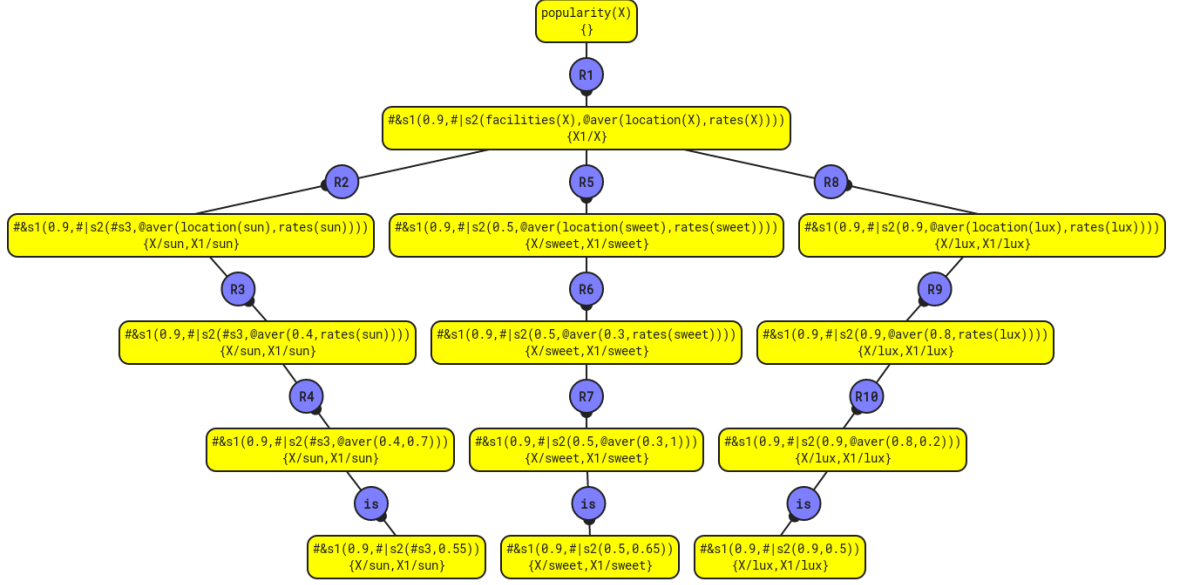 popularity(X)
{}
R1
#&s1(0.9,#|s2(facilities(X),@aver(location(X),rates(X))))
{X1/X}
R2
R5
R8
#&s1(0.9,#|s2(#s3,@aver(location(sun),rates(sun))))
{X/sun,X1/sun}
#&s1(0.9,#|s2(0.5,@aver(location(sweet),rates(sweet))))
{X/sweet,X1/sweet}
#&s1(0.9,#|s2(0.9,@aver(location(lux),rates(lux))))
{X/lux,X1/lux}
R3
R6
R9
#&s1(0.9,#|s2(#s3,@aver(0.4,rates(sun))))
{X/sun,X1/sun}
#&s1(0.9,#|s2(0.5,@aver(0.3,rates(sweet))))
{X/sweet,X1/sweet}
#&s1(0.9,#|s2(0.9,@aver(0.8,rates(lux))))
{X/lux,X1/lux}
R4
R7
R10
#&s1(0.9,#|s2(#s3,@aver(0.4,0.7)))
{X/sun,X1/sun}
#&s1(0.9,#|s2(0.5,@aver(0.3,1)))
{X/sweet,X1/sweet}
#&s1(0.9,#|s2(0.9,@aver(0.8,0.2)))
{X/lux,X1/lux}
is
is
is
#&s1(0.9,#|s2(#s3,0.55))
{X/sun,X1/sun}
#&s1(0.9,#|s2(0.5,0.65))
{X/sweet,X1/sweet}
#&s1(0.9,#|s2(0.9,0.5))
{X/lux,X1/lux}